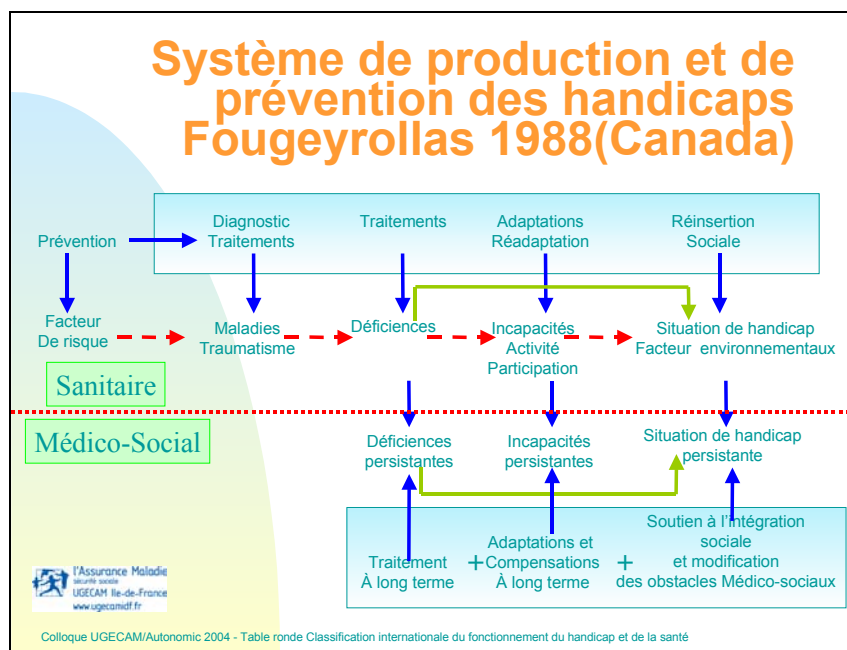 Système de production et de
prévention des handicaps
Fougeyrollas 1988(Canada)
Prévention
Diagnostic
Traitements
Traitements
Adaptations
Réadaptation
Réinsertion
Sociale
Facteur
De risque
Maladies
Traumatisme
Déficiences
Incapacités
Activité
Participation
Situation de handicap
Facteur environnementaux
Sanitaire
Médico-Social
Déficiences
persistantes
Incapacités
persistantes
Situation de handicap
persistante
Traitement
À long terme
+
Adaptations et
Compensations
À long terme
+
Soutien à l'intégration
sociale
et modification
des obstacles Médico-sociaux
l'Assurance Maladie
sécurité sociale
UGECAM Ile-de-France
www.ugecamidf.fr
Colloque UGECAM/Autonomic 2004 - Table ronde Classification internationale du fonctionnement du handicap et de la santé